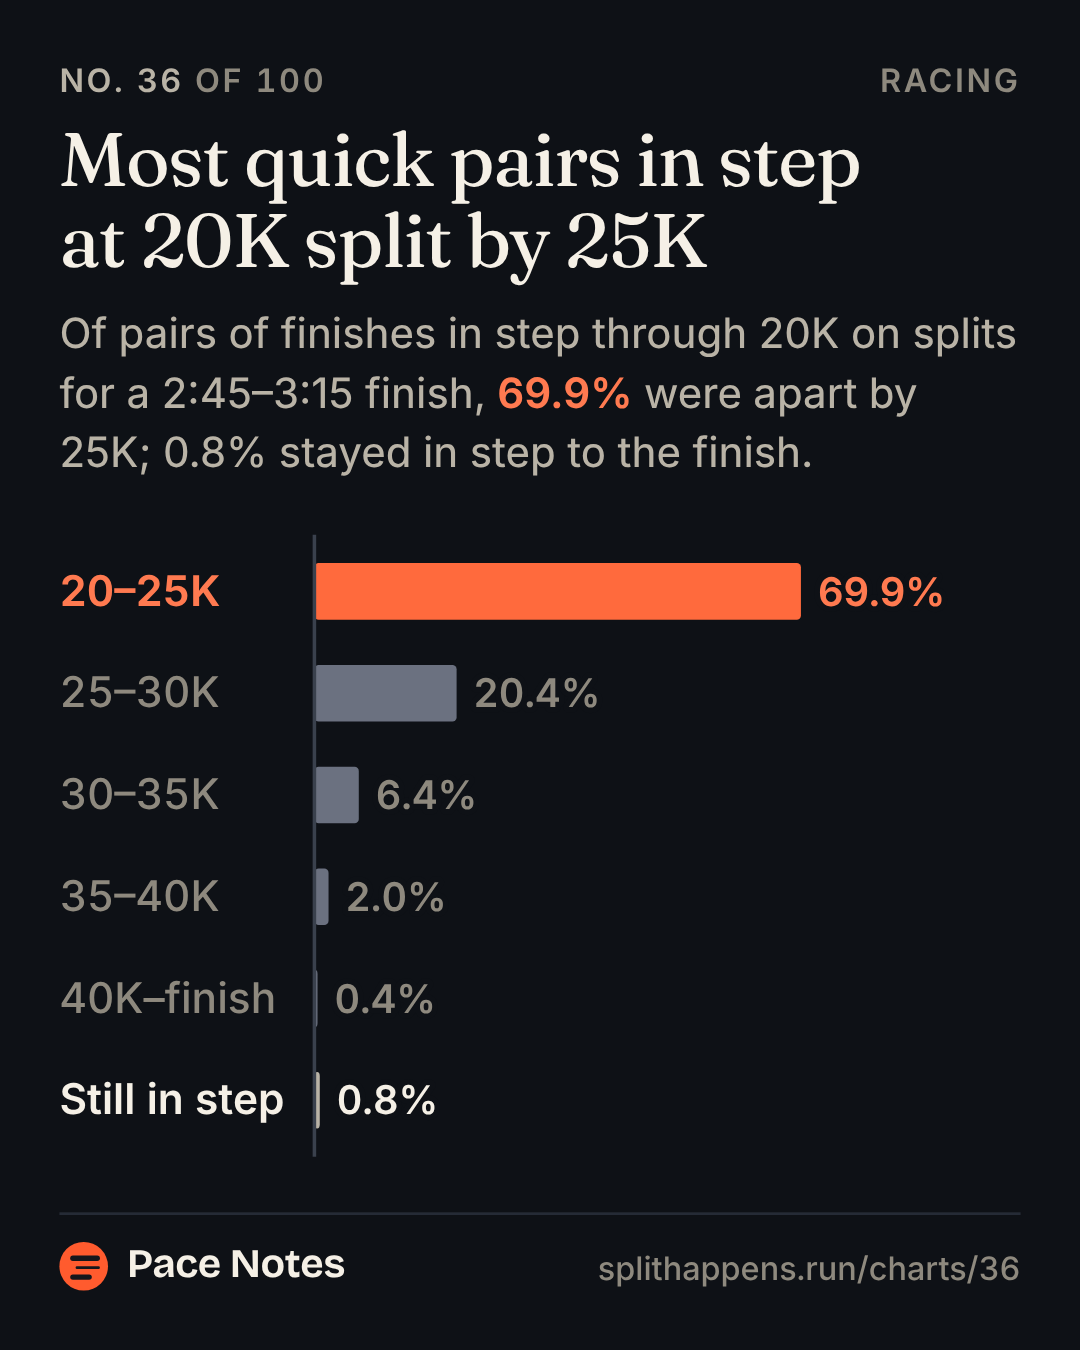 NO. 36 OF 100
RACING
Most quick pairs in step
at 20K split by 25K
Of pairs of finishes in step through 20K on splits
for a 2:45–3:15 finish, 69.9% were apart by
25K; 0.8% stayed in step to the finish.
20–25K 69.9%
25–30K 20.4%
30–35K 6.4%
35–40K 2.0%
40K–finish 0.4%
Still in step 0.8%
Pace Notes
splithappens.run/charts/36